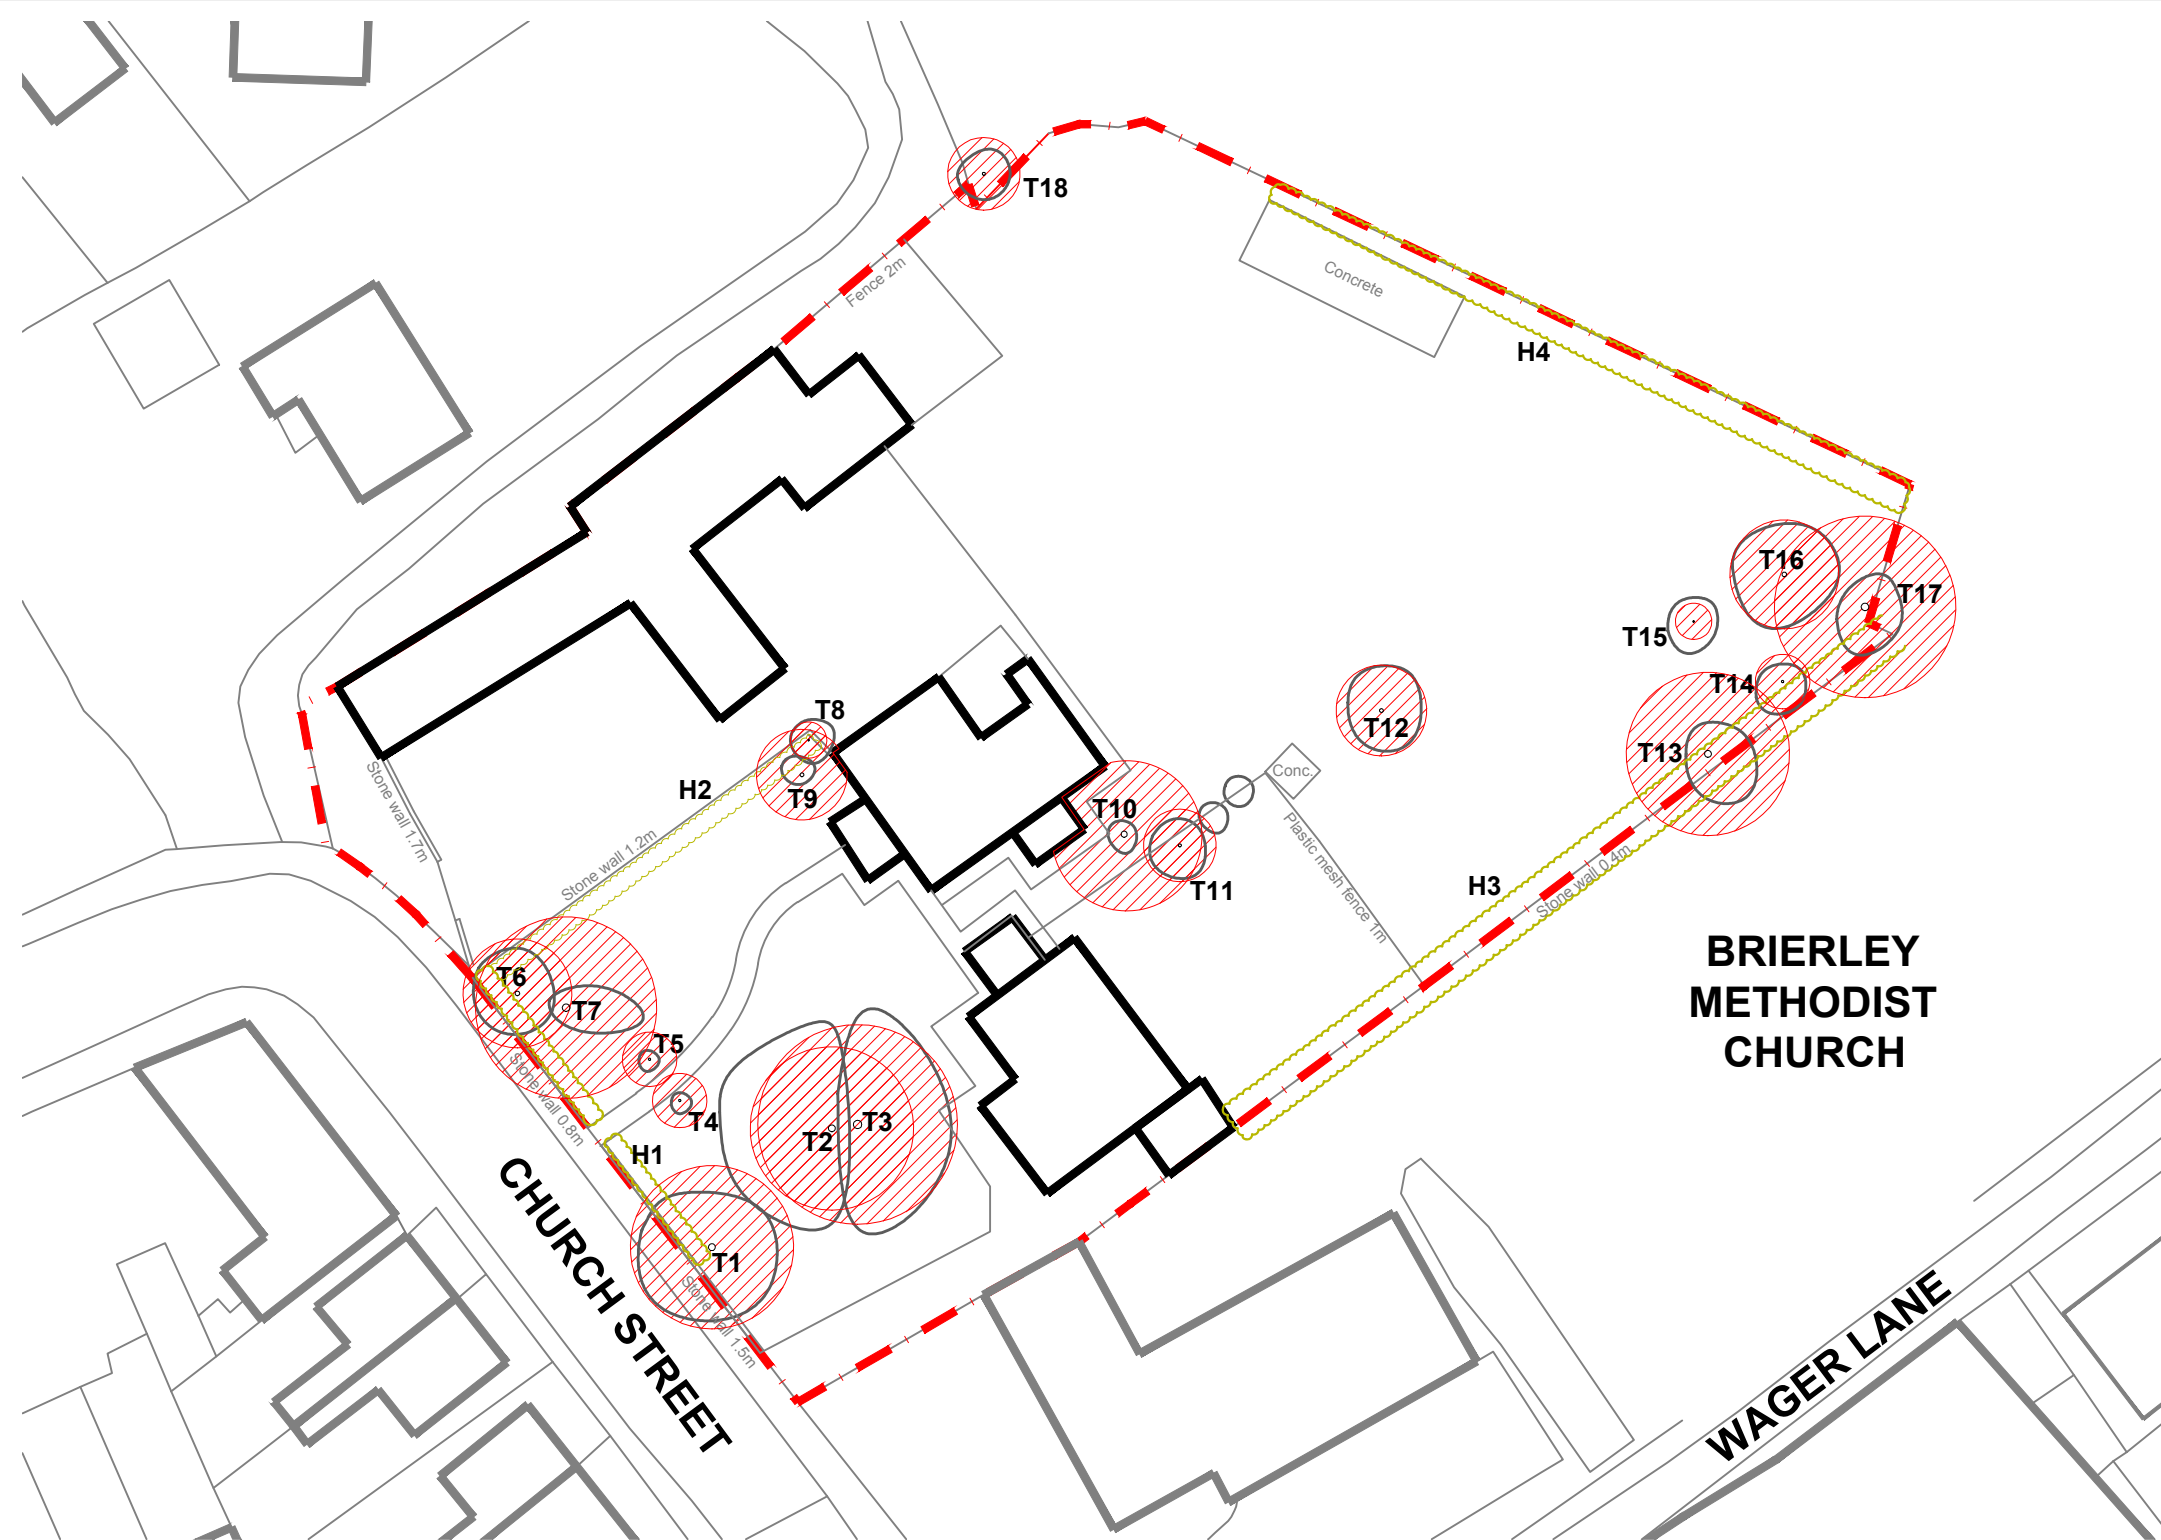 T18
Fence 2m
Concrete
H4
T16
T17
T15
T14
T8
T12
T13
H2
T9
Stone wall 1.7m
Conc.
T10
Stone wall 1.2m
T11
Plastic mesh fence 1m
H3
Stone wall 0.4m
BRIERLEY
METHODIST
CHURCH
T6
T7
T5
Stone wall 0.8m
T4
T2
T3
H1
T1
Stone wall 1.5m
CHURCH STREET
WAGER LANE